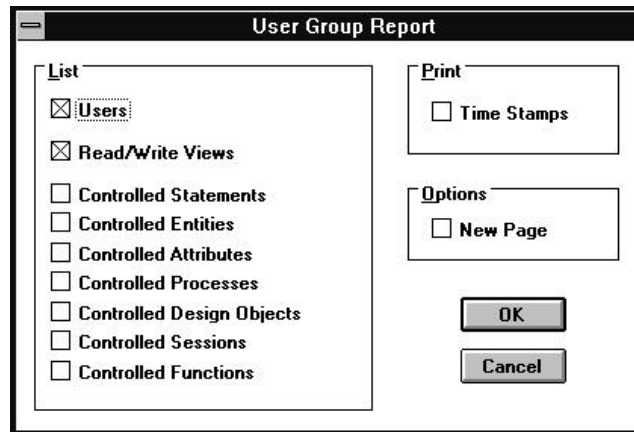 User Group Report
List
Users
Read/Write Views
Controlled Statements
Controlled Entities
Controlled Attributes
Controlled Processes
Controlled Design Objects
Controlled Sessions
Controlled Functions
Print
Time Stamps
Options
New Page
OK
Cancel